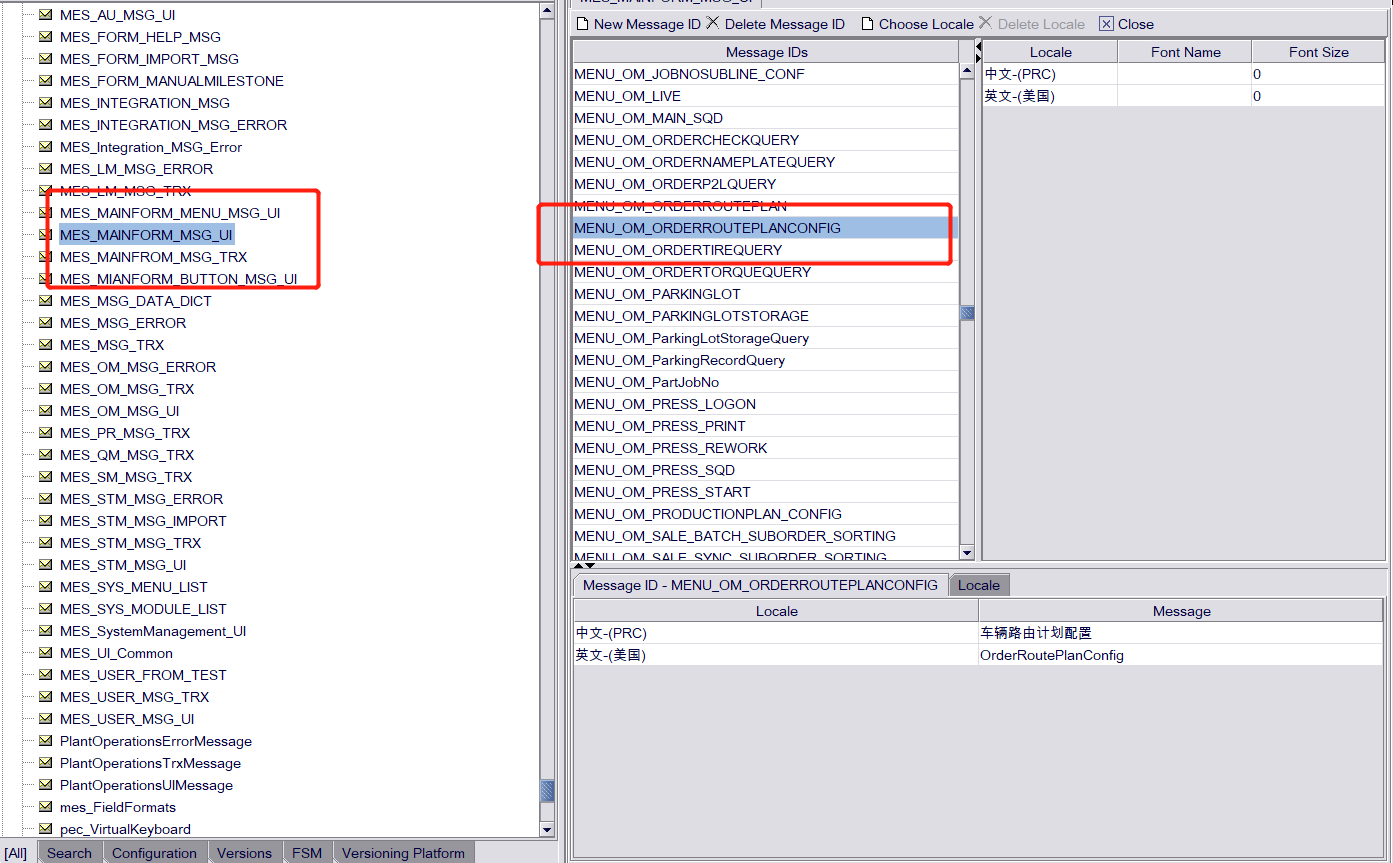 MES_AU_MSG_UI
MES_FORM_HELP_MSG
MES_FORM_IMPORT_MSG
MES_FORM_MANUALMILESTONE
MES_INTEGRATION_MSG
MES_INTEGRATION_MSG_ERROR
MES_Integration_MSG_Error
MES_LM_MSG_ERROR
MES_LM_MSG_TRX
MES_MAINFORM_MENU_MSG_UI
MES_MAINFORM_MSG_UI
MES_MAINFROM_MSG_TRX
MES_MIANFORM_BUTTON_MSG_UI
MES_MSG_DATA_DICT
MES_MSG_ERROR
MES_MSG_TRX
MES_OM_MSG_ERROR
MES_OM_MSG_TRX
MES_OM_MSG_UI
MES_PR_MSG_TRX
MES_QM_MSG_TRX
MES_SM_MSG_TRX
MES_STM_MSG_ERROR
MES_STM_MSG_IMPORT
MES_STM_MSG_TRX
MES_STM_MSG_UI
MES_SYS_MENU_LIST
MES_SYS_MODULE_LIST
MES_SystemManagement_UI
MES_UI_Common
MES_USER_FROM_TEST
MES_USER_MSG_TRX
MES_USER_MSG_UI
PlantOperationsErrorMessage
PlantOperationsTrxMessage
PlantOperationsUIMessage
mes_FieldFormats
pec_VirtualKeyboard
[All] Search Configuration Versions FSM Versioning Platform
MES_MAINFORM_MSG_UI
New Message ID Delete Message ID Choose Locale Delete Locale Close
Message IDs
MENU_OM_JOBNOSUBLINE_CONF
MENU_OM_LIVE
MENU_OM_MAIN_SQD
MENU_OM_ORDERCHECKQUERY
MENU_OM_ORDERNAMEPLATEQUERY
MENU_OM_ORDERP2LQUERY
MENU_OM_ORDERROUTEPLAN
MENU_OM_ORDERROUTEPLANCONFIG
MENU_OM_ORDERTIREQUERY
MENU_OM_ORDERTORQUEQUERY
MENU_OM_PARKINGLOT
MENU_OM_PARKINGLOTSTORAGE
MENU_OM_ParkingLotStorageQuery
MENU_OM_ParkingRecordQuery
MENU_OM_PartJobNo
MENU_OM_PRESS_LOGON
MENU_OM_PRESS_PRINT
MENU_OM_PRESS_REWORK
MENU_OM_PRESS_SQD
MENU_OM_PRESS_START
MENU_OM_PRODUCTIONPLAN_CONFIG
MENU_OM_SALE_BATCH_SUBORDER_SORTING
MENU_OM_SALE_SYNC_SUBORDER_SORTING
Locale Font Name Font Size
中文-(PRC) 0
英文-(美国) 0
Message ID - MENU_OM_ORDERROUTEPLANCONFIG Locale
Locale Message
中文-(PRC) 车辆路由计划配置
英文-(美国) OrderRoutePlanConfig